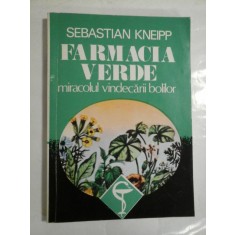 SEBASTIAN KNEIPP
FARMACIA
VERDE
miracolul vindecării bolilor